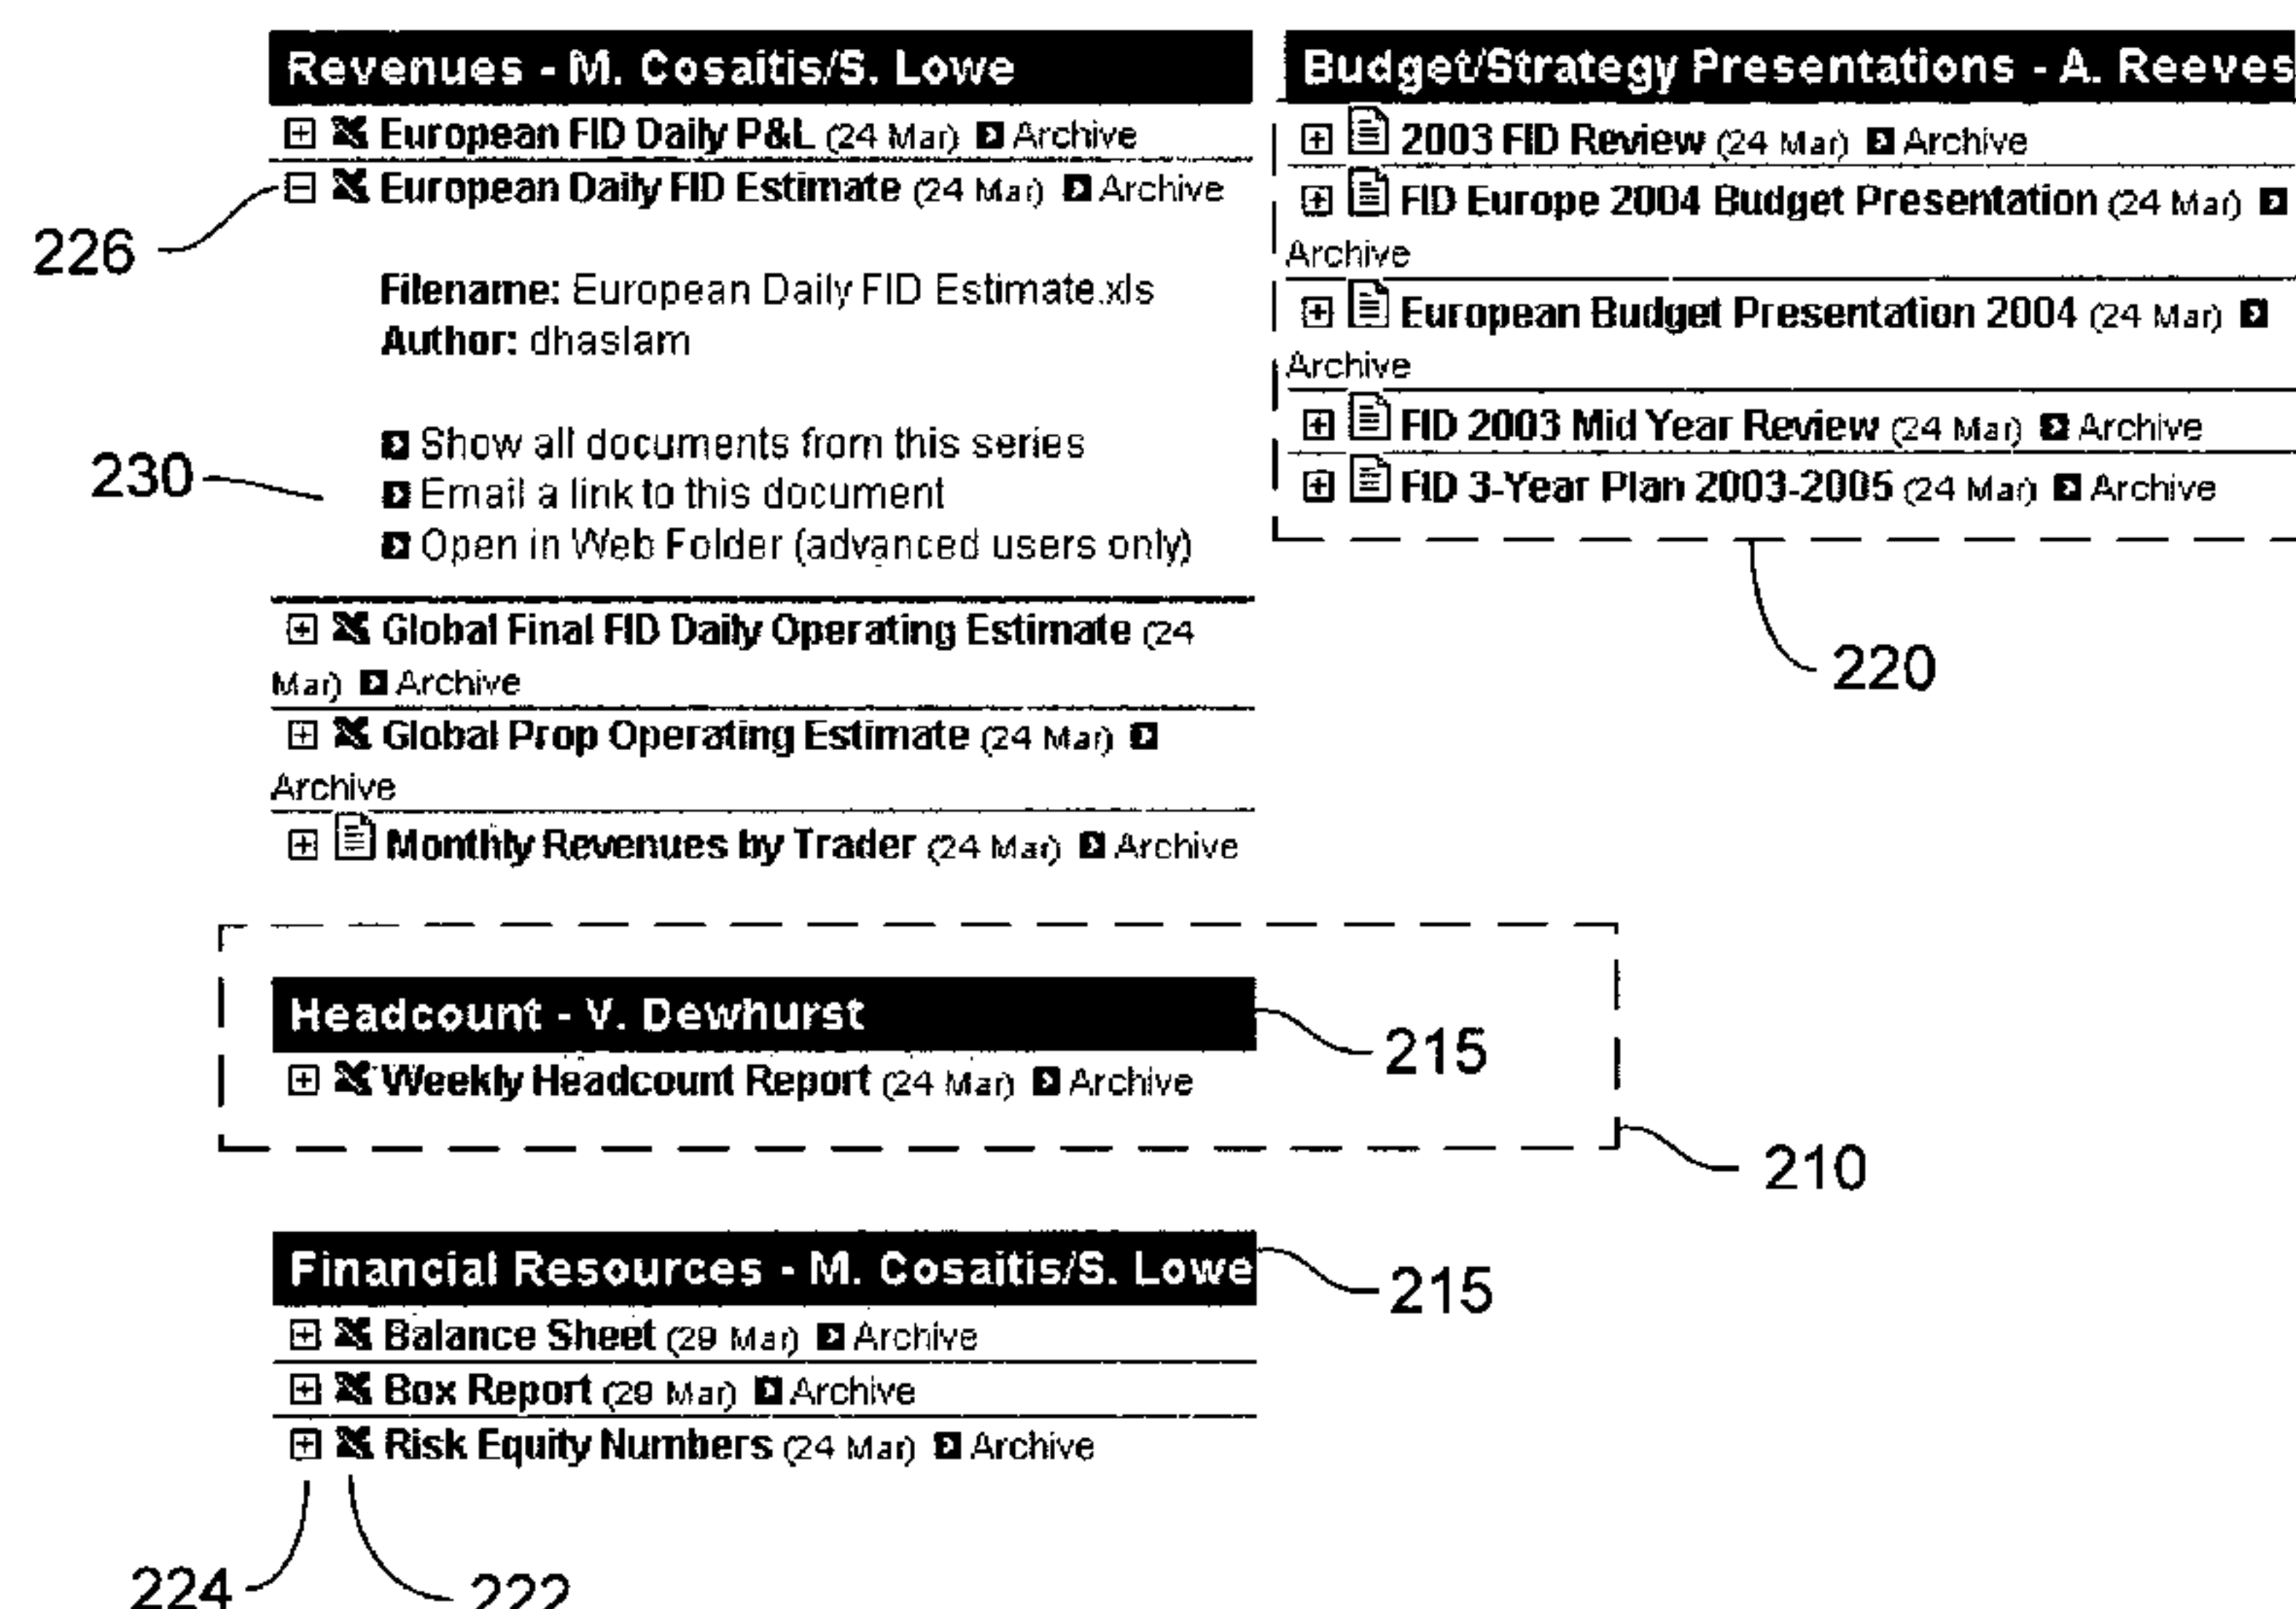 Revenues - M. Cosaitis/S. Lowe
European FID Daily P&L (24 Mar) Archive
European Daily FID Estimate (24 Mar) Archive
226
Filename: European Daily FID Estimate.xls
Author: dhaslam
230
Show all documents from this series
Email a link to this document
Open in Web Folder (advanced users only)
Global Final FID Daily Operating Estimate (24
Mar) Archive
Global Prop Operating Estimate (24 Mar)
Archive
Monthly Revenues by Trader (24 Mar) Archive
Budget/Strategy Presentations - A. Reeves
2003 FID Review (24 Mar) Archive
FID Europe 2004 Budget Presentation (24 Mar)
Archive
European Budget Presentation 2004 (24 Mar)
Archive
FID 2003 Mid Year Review (24 Mar) Archive
FID 3-Year Plan 2003-2005 (24 Mar) Archive
220
Headcount - V. Dewhurst
215
Weekly Headcount Report (24 Mar) Archive
210
Financial Resources - M. Cosaitis/S. Lowe
215
Balance Sheet (29 Mar) Archive
Box Report (29 Mar) Archive
Risk Equity Numbers (24 Mar) Archive
224
222